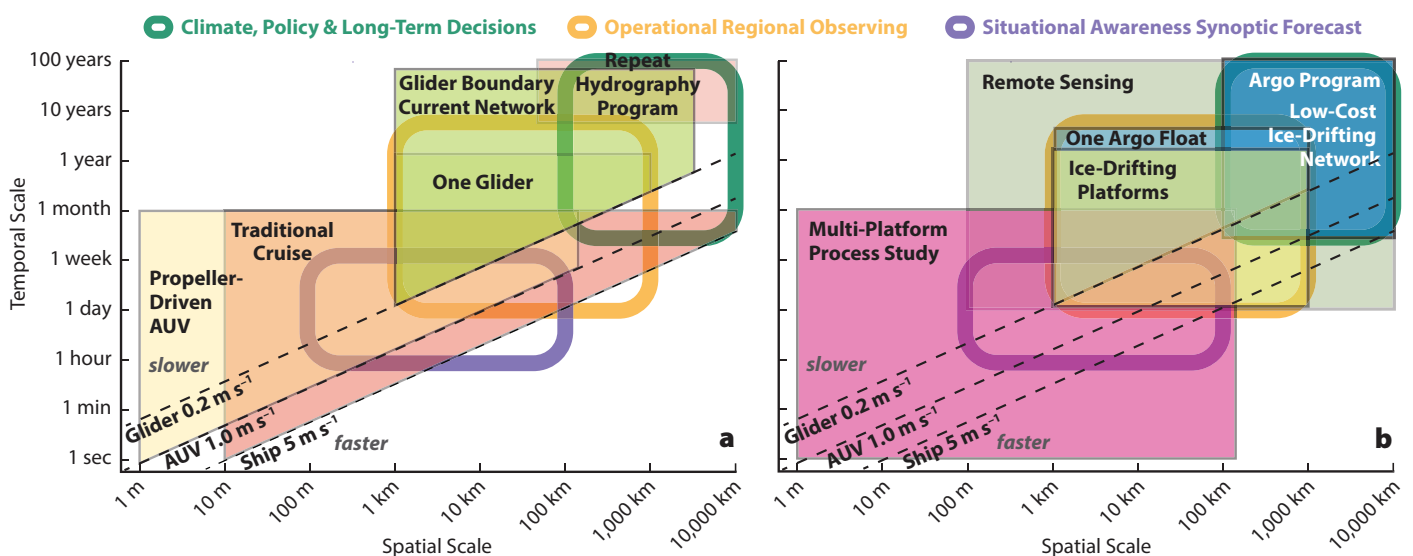 Climate, Policy & Long-Term Decisions
Operational Regional Observing
Situational Awareness Synoptic Forecast
Temporal Scale
100 years
10 years
1 year
1 month
1 week
1 day
1 hour
1 min
1 sec
Glider Boundary
Current Network
Repeat
Hydrography
Program
One Glider
Traditional
Cruise
Propeller-
Driven
AUV
slower
Glider 0.2 m s⁻¹
AUV 1.0 m s⁻¹
Ship 5 m s⁻¹
faster
a
1 m
10 m
100 m
1 km
10 km
100 km
1,000 km
10,000 km
Spatial Scale
Remote Sensing
Argo Program
Low-Cost
Ice-Drifting
Network
One Argo Float
Ice-Drifting
Platforms
Multi-Platform
Process Study
slower
Glider 0.2 m s⁻¹
AUV 1.0 m s⁻¹
Ship 5 m s⁻¹
faster
b
1 m
10 m
100 m
1 km
10 km
100 km
1,000 km
10,000 km
Spatial Scale